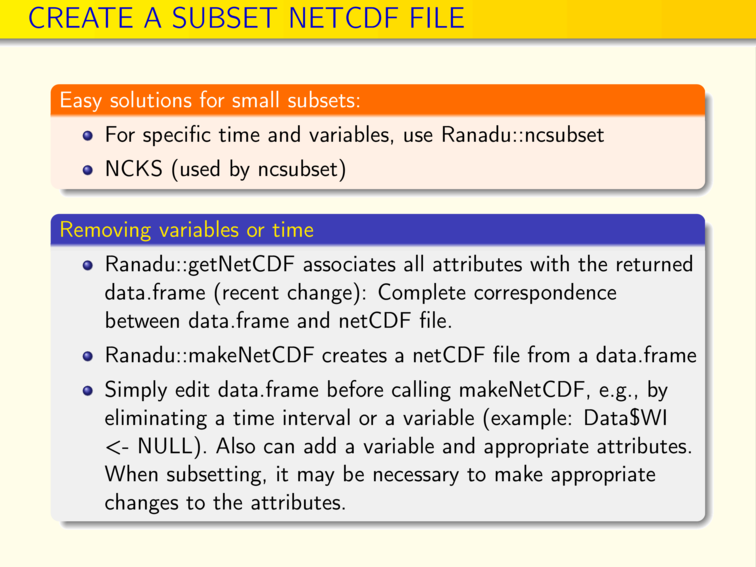 CREATE A SUBSET NETCDF FILE
Easy solutions for small subsets:
For specific time and variables, use Ranadu::ncsubset
NCKS (used by ncsubset)
Removing variables or time
Ranadu::getNetCDF associates all attributes with the returned
data.frame (recent change): Complete correspondence
between data.frame and netCDF file.
Ranadu::makeNetCDF creates a netCDF file from a data.frame
Simply edit data.frame before calling makeNetCDF, e.g., by
eliminating a time interval or a variable (example: Data$WI
<- NULL). Also can add a variable and appropriate attributes.
When subsetting, it may be necessary to make appropriate
changes to the attributes.